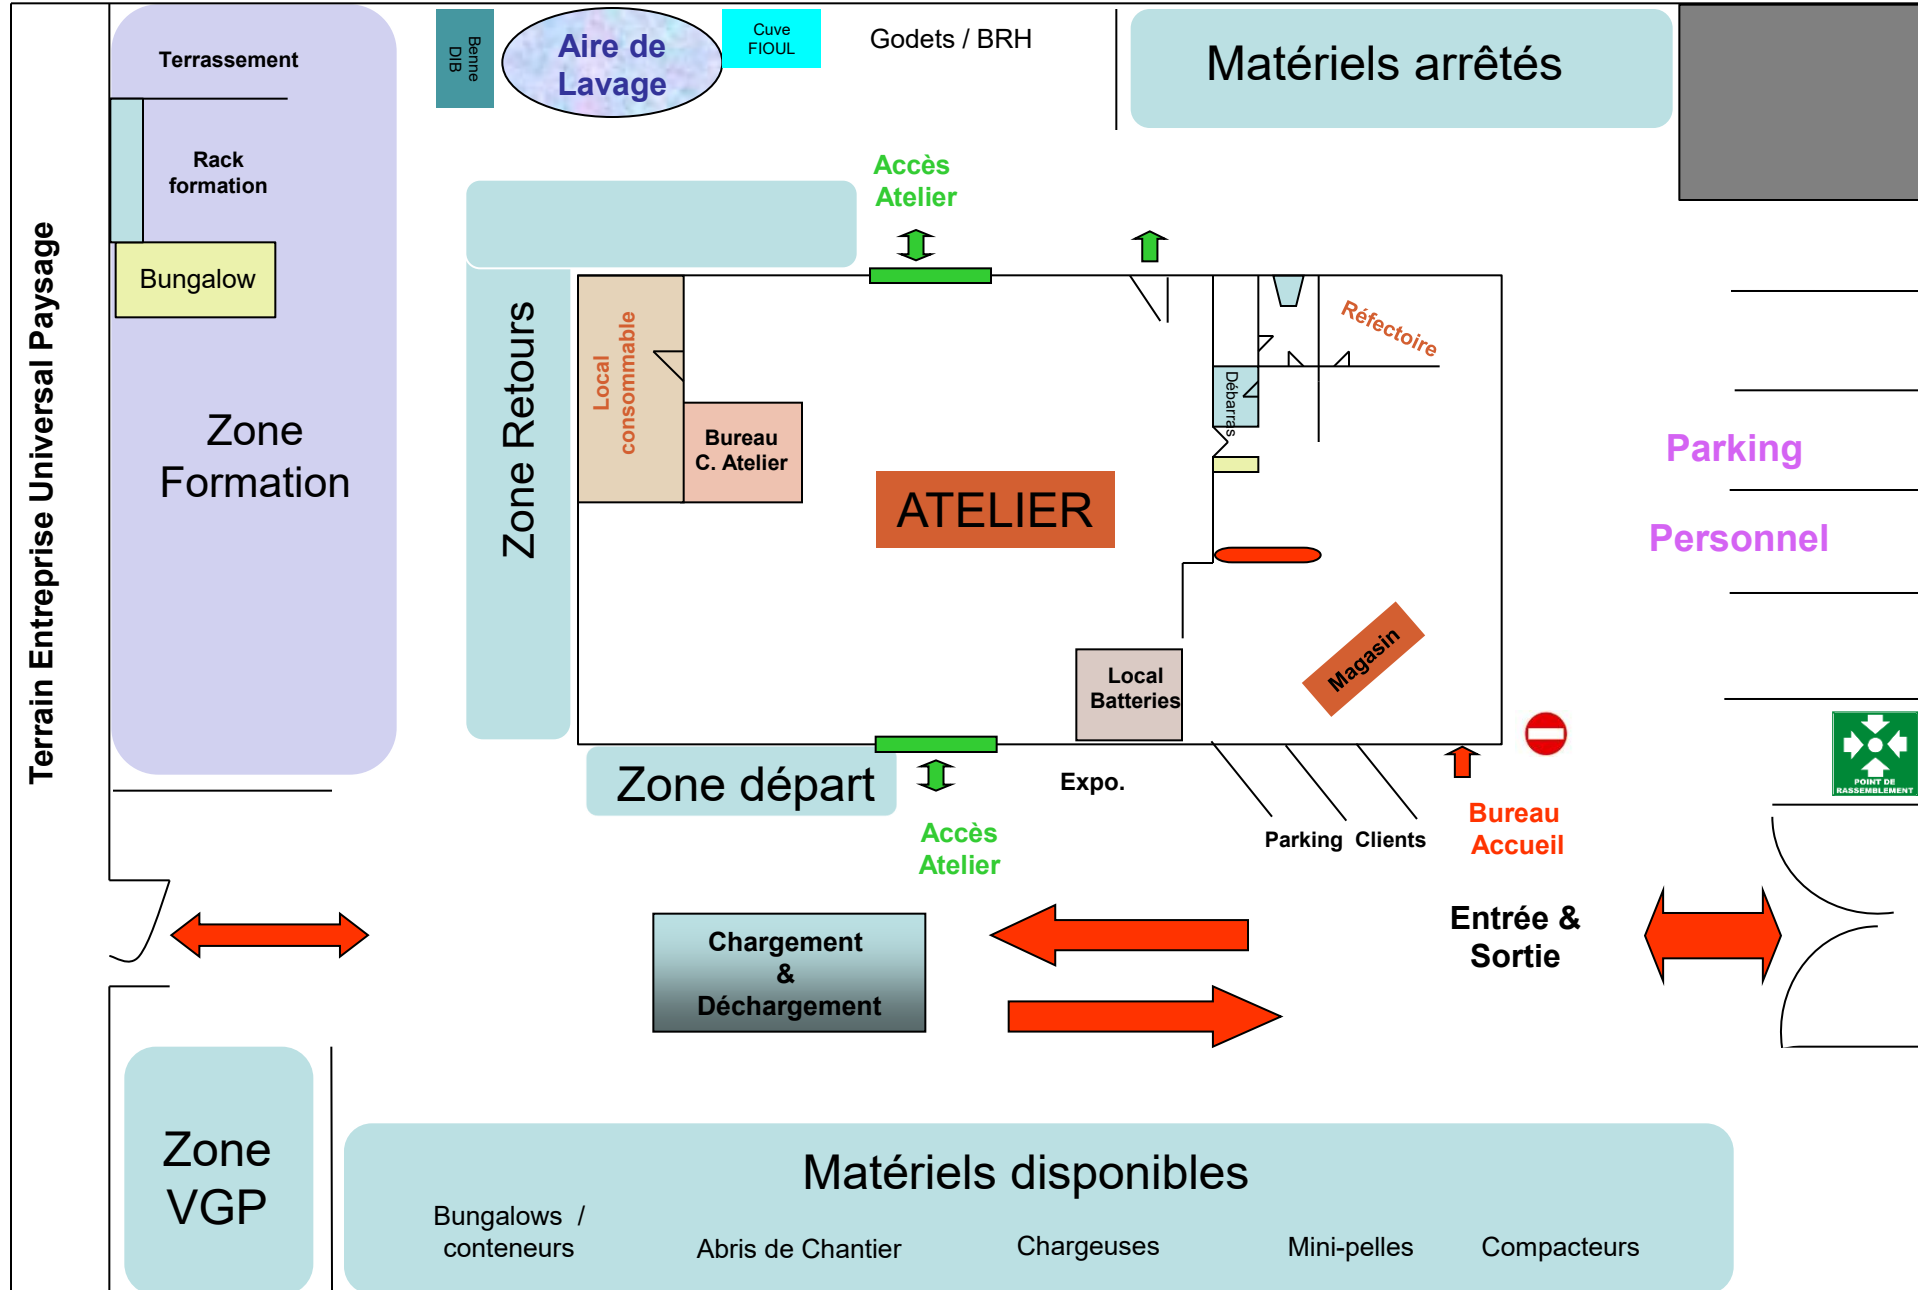 Terrassement
Benne
DIB
Aire de
Lavage
Cuve
FIOUL
Godets / BRH
Matériels arrêtés
Rack
formation
Accès
Atelier
Bungalow
Terrain Entreprise Universal Paysage
Zone
Formation
Zone Retours
Local
consommable
Bureau
C. Atelier
ATELIER
Réfectoire
Débarras
Parking
Personnel
Magasin
Local
Batteries
Zone départ
Expo.
Accès
Atelier
Parking Clients
Bureau
Accueil
POINT DE
RASSEMBLEMENT
Chargement
&
Déchargement
Entrée &
Sortie
Zone
VGP
Matériels disponibles
Bungalows /
conteneurs
Abris de Chantier
Chargeuses
Mini-pelles
Compacteurs